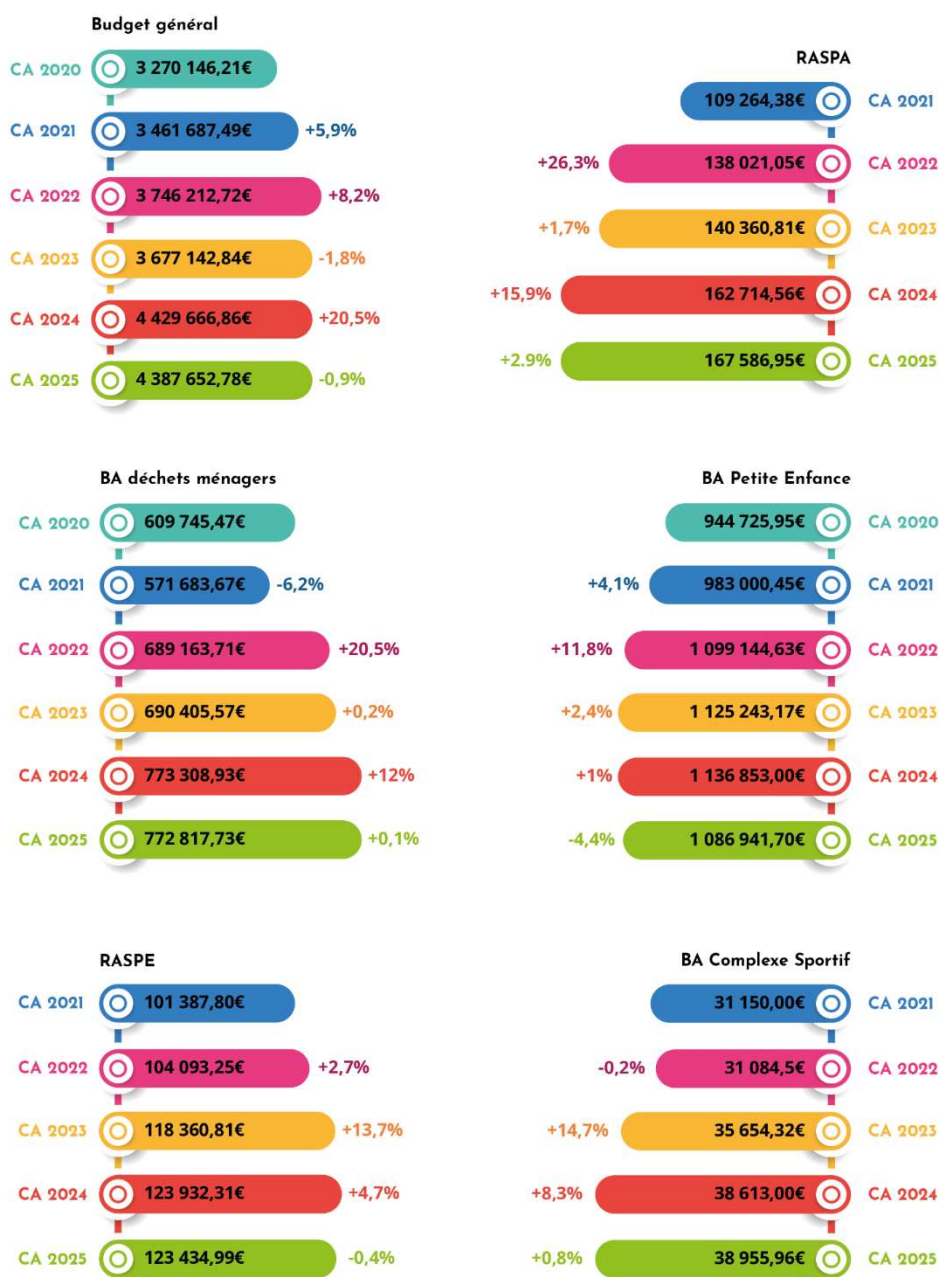 Budget général
CA 2020 3 270 146,21€
CA 2021 3 461 687,49€ +5,9%
CA 2022 3 746 212,72€ +8,2%
CA 2023 3 677 142,84€ -1,8%
CA 2024 4 429 666,86€ +20,5%
CA 2025 4 387 652,78€ -0,9%
RASPA
109 264,38€ CA 2021
+26,3% 138 021,05€ CA 2022
+1,7% 140 360,81€ CA 2023
+15,9% 162 714,56€ CA 2024
+2.9% 167 586,95€ CA 2025
BA déchets ménagers
CA 2020 609 745,47€
CA 2021 571 683,67€ -6,2%
CA 2022 689 163,71€ +20,5%
CA 2023 690 405,57€ +0,2%
CA 2024 773 308,93€ +12%
CA 2025 772 817,73€ +0,1%
BA Petite Enfance
944 725,95€ CA 2020
+4,1% 983 000,45€ CA 2021
+11,8% 1 099 144,63€ CA 2022
+2,4% 1 125 243,17€ CA 2023
+1% 1 136 853,00€ CA 2024
-4,4% 1 086 941,70€ CA 2025
RASPE
CA 2021 101 387,80€
CA 2022 104 093,25€ +2,7%
CA 2023 118 360,81€ +13,7%
CA 2024 123 932,31€ +4,7%
CA 2025 123 434,99€ -0,4%
BA Complexe Sportif
31 150,00€ CA 2021
-0,2% 31 084,5€ CA 2022
+14,7% 35 654,32€ CA 2023
+8,3% 38 613,00€ CA 2024
+0,8% 38 955,96€ CA 2025